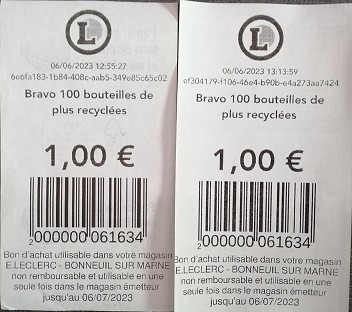 L
06/06/2023 12:55:27
6e6fa183-1b84-408c-aab5-349e85c65c02
Bravo 100 bouteilles de
plus recyclées
1,00 €
2 000000 061634
Bon d'achat utilisable dans votre magasin
E.LECLERC - BONNEUIL SUR MARNE
non remboursable et utilisable en une
seule fois dans le magasin émetteur
jusqu'au 06/07/2023
L
06/06/2023 13:13:59
ef304179-f106-46e4-b90b-e4a273aa7424
Bravo 100 bouteilles de
plus recyclées
1,00 €
2 000000 061634
Bon d'achat utilisable dans votre magasin
E.LECLERC - BONNEUIL SUR MARNE
non remboursable et utilisable en une
seule fois dans le magasin émetteur
jusqu'au 06/07/2023